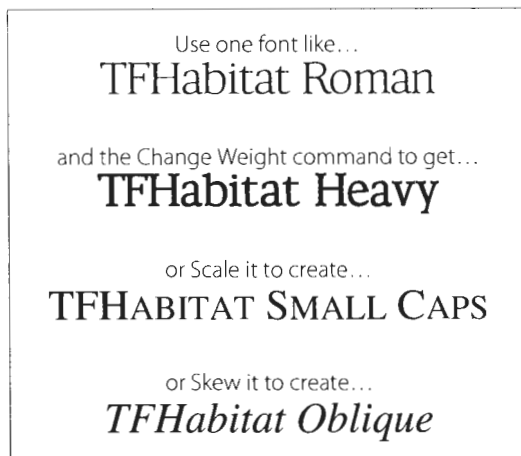 Use one font like…
TFHabitat Roman
and the Change Weight command to get…
TFHabitat Heavy
or Scale it to create…
TFHABITAT SMALL CAPS
or Skew it to create…
TFHabitat Oblique